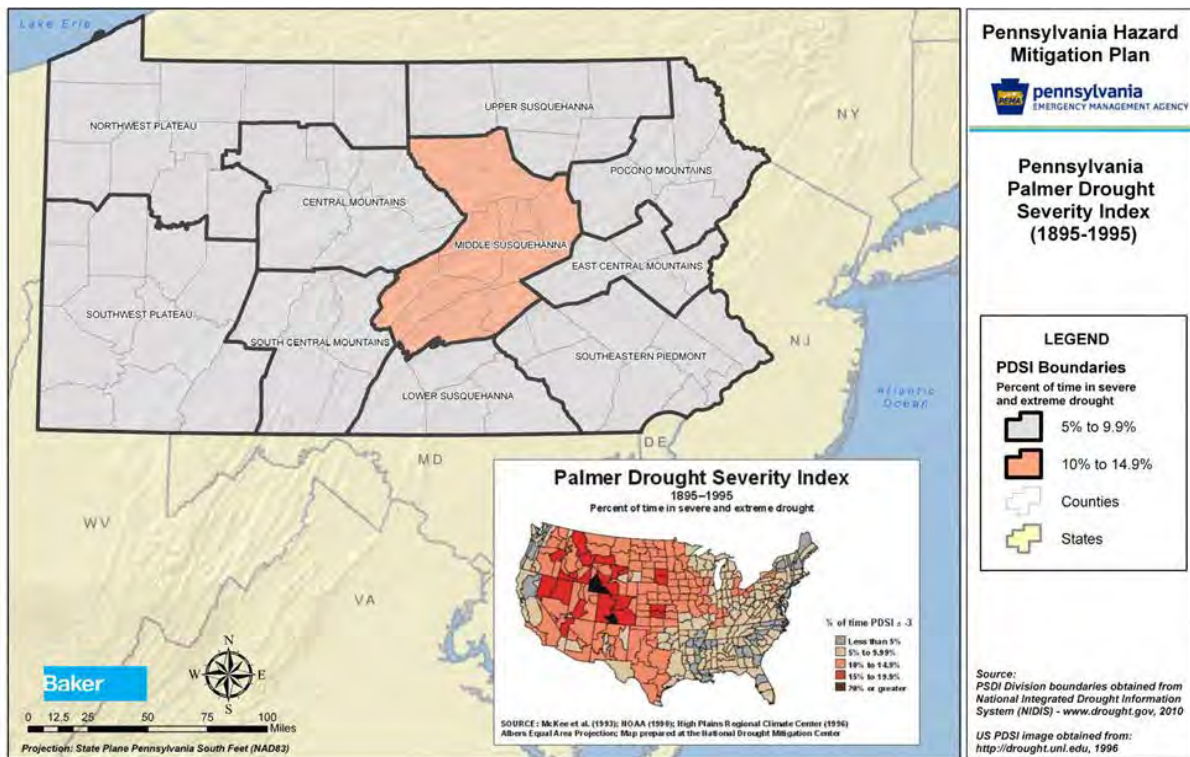 Lake Erie
NORTHWEST PLATEAU
UPPER SUSQUEHANNA
NY
CENTRAL MOUNTAINS
POCONO MOUNTAINS
MIDDLE SUSQUEHANNA
EAST CENTRAL MOUNTAINS
SOUTHWEST PLATEAU
SOUTH CENTRAL MOUNTAINS
SOUTHEASTERN PIEDMONT
LOWER SUSQUEHANNA
NJ
Atlantic
Ocean
MD
DE
WV
VA
Palmer Drought Severity Index
1895–1995
Percent of time in severe and extreme drought
% of time PDSI ≤ -3
Less than 5%
5% to 9.99%
10% to 14.9%
15% to 19.9%
20% or greater
SOURCE: McKee et al. (1993); NOAA (1990); High Plains Regional Climate Center (1996)
Albers Equal Area Projection; Map prepared at the National Drought Mitigation Center
Baker
N
W E
S
0 12.5 25 50 75 100
Miles
Projection: State Plane Pennsylvania South Feet (NAD83)
Pennsylvania Hazard
Mitigation Plan
PEMA
pennsylvania
EMERGENCY MANAGEMENT AGENCY
Pennsylvania
Palmer Drought
Severity Index
(1895-1995)
LEGEND
PDSI Boundaries
Percent of time in severe
and extreme drought
5% to 9.9%
10% to 14.9%
Counties
States
Source:
PSDI Division boundaries obtained from
National Integrated Drought Information
System (NIDIS) - www.drought.gov, 2010
US PDSI image obtained from:
http://drought.unl.edu, 1996